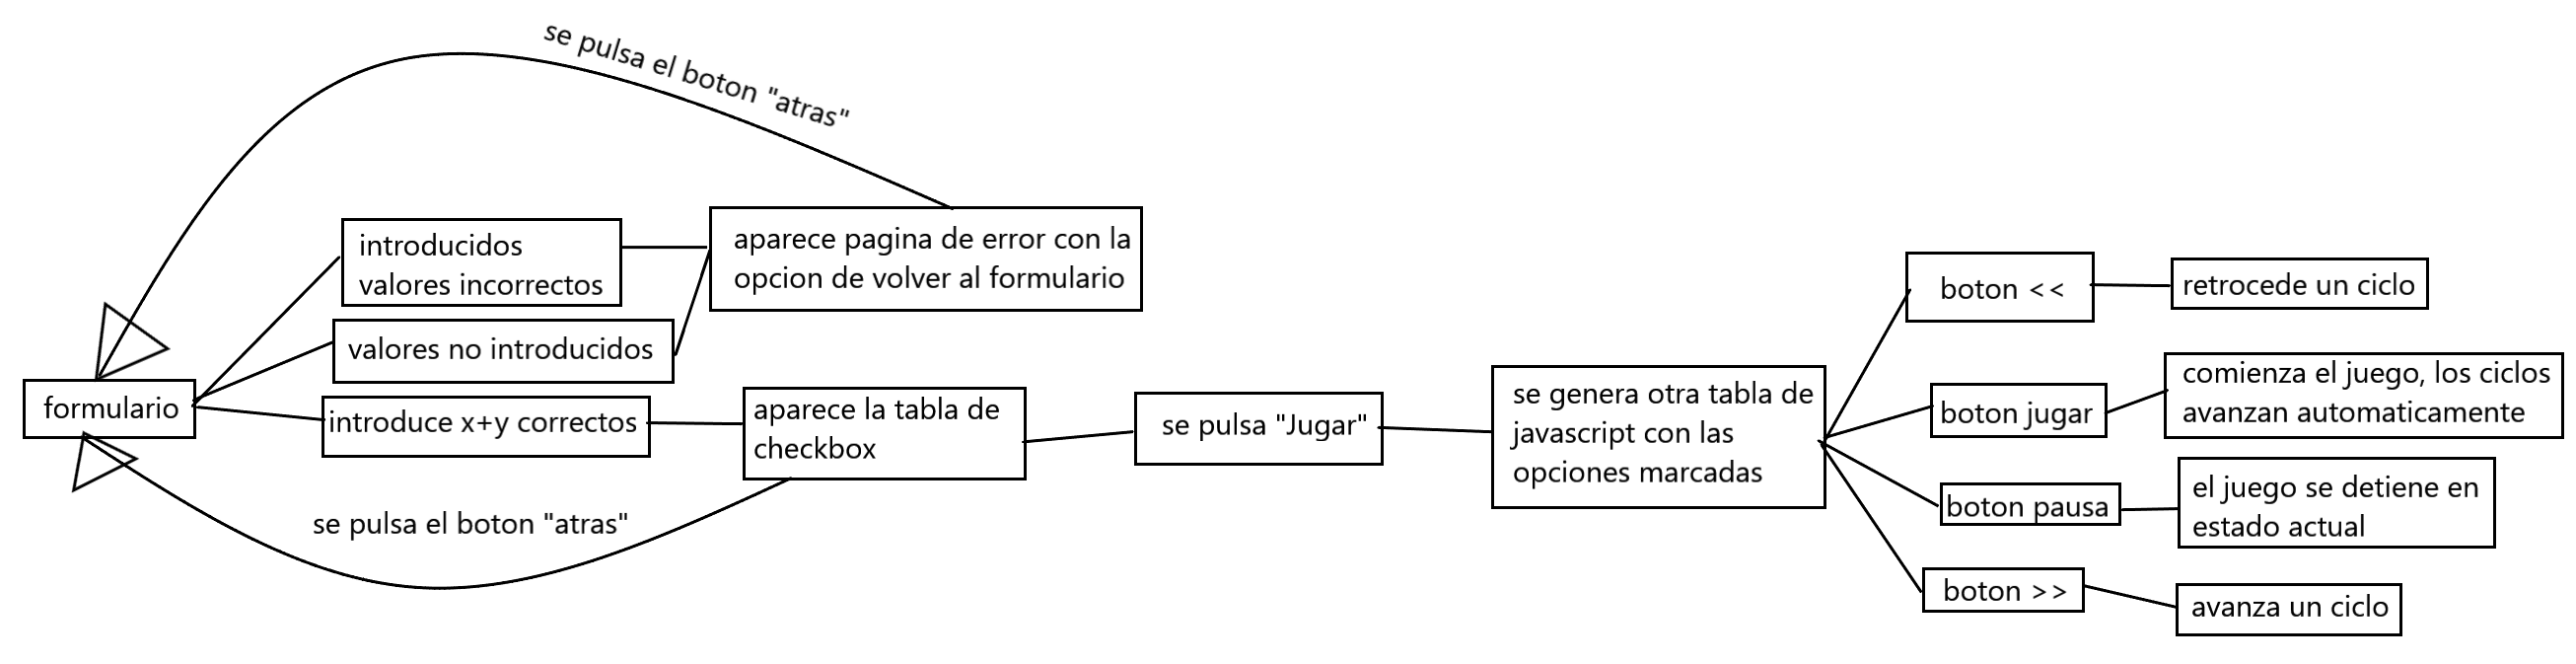 se pulsa el boton "atras"
introducidos
valores incorrectos
aparece pagina de error con la
opcion de volver al formulario
valores no introducidos
formulario
introduce x+y correctos
aparece la tabla de
checkbox
se pulsa el boton "atras"
se pulsa "Jugar"
se genera otra tabla de
javascript con las
opciones marcadas
boton <<
retrocede un ciclo
boton jugar
comienza el juego, los ciclos
avanzan automaticamente
boton pausa
el juego se detiene en
estado actual
boton >>
avanza un ciclo